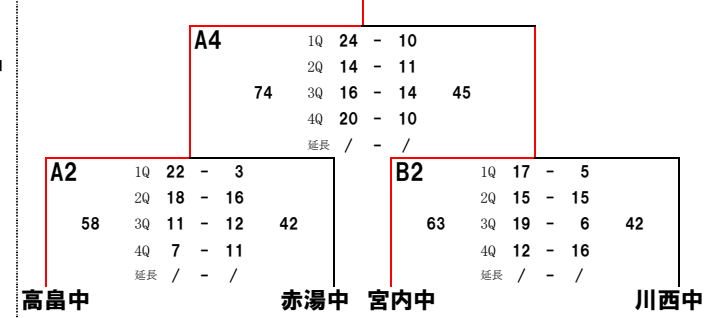 A4
1Q 24 - 10
2Q 14 - 11
74 3Q 16 - 14 45
4Q 20 - 10
延長 / - /
A2 1Q 22 - 3
2Q 18 - 16
58 3Q 11 - 12 42
4Q 7 - 11
延長 / - /
B2 1Q 17 - 5
2Q 15 - 15
63 3Q 19 - 6 42
4Q 12 - 16
延長 / - /
高畠中 赤湯中 宮内中 川西中